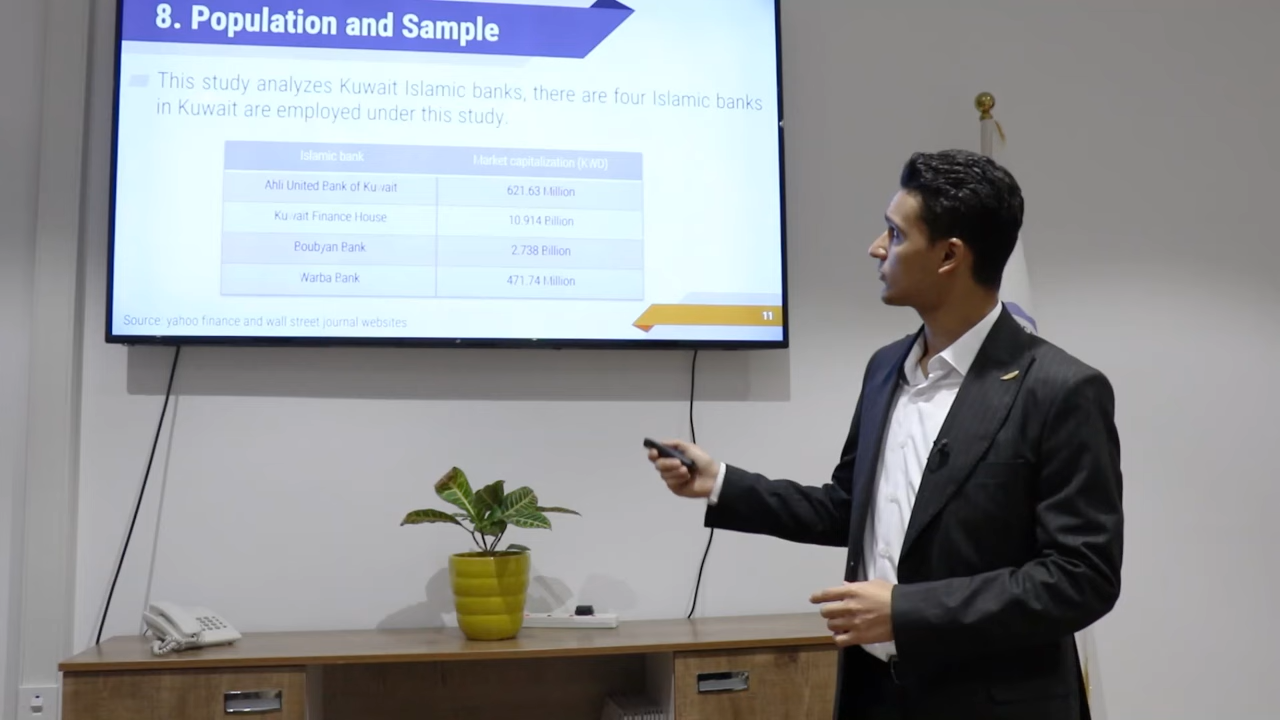 8. Population and Sample
This study analyzes Kuwait Islamic banks, there are four Islamic banks
in Kuwait are employed under this study.
Islamic bank Market capitalization (KWD)
Ahli United Bank of Kuwait 621.63 Million
Kuwait Finance House 10.914 Billion
Boubyan Bank 2.738 Billion
Warba Bank 471.74 Million
Source: yahoo finance and wall street journal websites
11